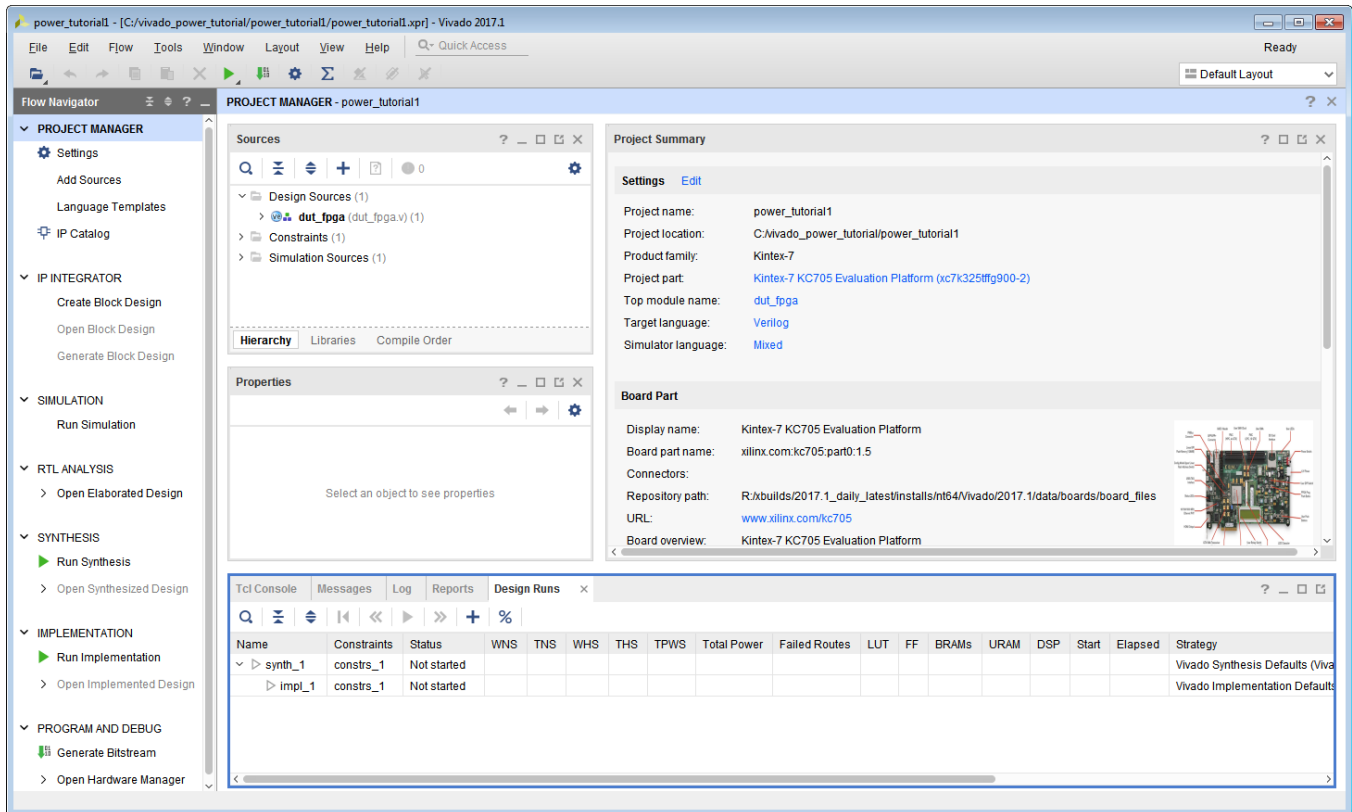 power_tutorial1 - [C:/vivado_power_tutorial/power_tutorial1/power_tutorial1.xpr] - Vivado 2017.1
File Edit Flow Tools Window Layout View Help Quick Access Ready
Default Layout
Flow Navigator
PROJECT MANAGER
Settings
Add Sources
Language Templates
IP Catalog
IP INTEGRATOR
Create Block Design
Open Block Design
Generate Block Design
SIMULATION
Run Simulation
RTL ANALYSIS
Open Elaborated Design
SYNTHESIS
Run Synthesis
Open Synthesized Design
IMPLEMENTATION
Run Implementation
Open Implemented Design
PROGRAM AND DEBUG
Generate Bitstream
Open Hardware Manager
PROJECT MANAGER - power_tutorial1
Sources
0
Design Sources (1)
dut_fpga (dut_fpga.v) (1)
Constraints (1)
Simulation Sources (1)
Hierarchy Libraries Compile Order
Properties
Select an object to see properties
Project Summary
Settings Edit
Project name: power_tutorial1
Project location: C:/vivado_power_tutorial/power_tutorial1
Product family: Kintex-7
Project part: Kintex-7 KC705 Evaluation Platform (xc7k325tffg900-2)
Top module name: dut_fpga
Target language: Verilog
Simulator language: Mixed
Board Part
Display name: Kintex-7 KC705 Evaluation Platform
Board part name: xilinx.com:kc705:part0:1.5
Connectors:
Repository path: R:/xbuilds/2017.1_daily_latest/installs/nt64/Vivado/2017.1/data/boards/board_files
URL: www.xilinx.com/kc705
Board overview: Kintex-7 KC705 Evaluation Platform
Tcl Console Messages Log Reports Design Runs
Name Constraints Status WNS TNS WHS THS TPWS Total Power Failed Routes LUT FF BRAMs URAM DSP Start Elapsed Strategy
synth_1 constrs_1 Not started Vivado Synthesis Defaults (Viva
impl_1 constrs_1 Not started Vivado Implementation Defaults